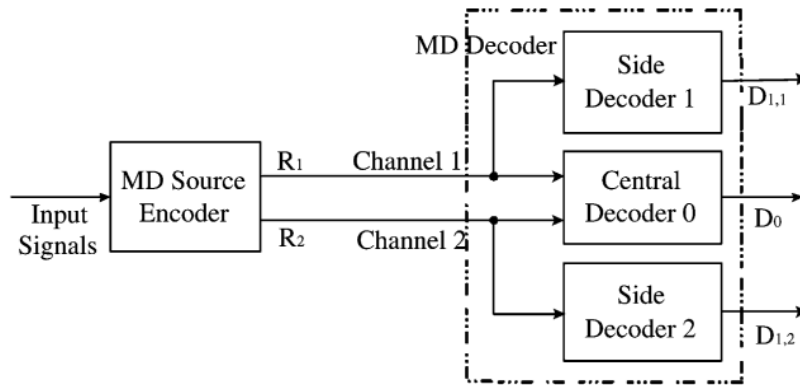 MD Decoder
Side
Decoder 1
D1,1
R1
Channel 1
MD Source
Encoder
Input
Signals
Central
Decoder 0
D0
R2
Channel 2
Side
Decoder 2
D1,2